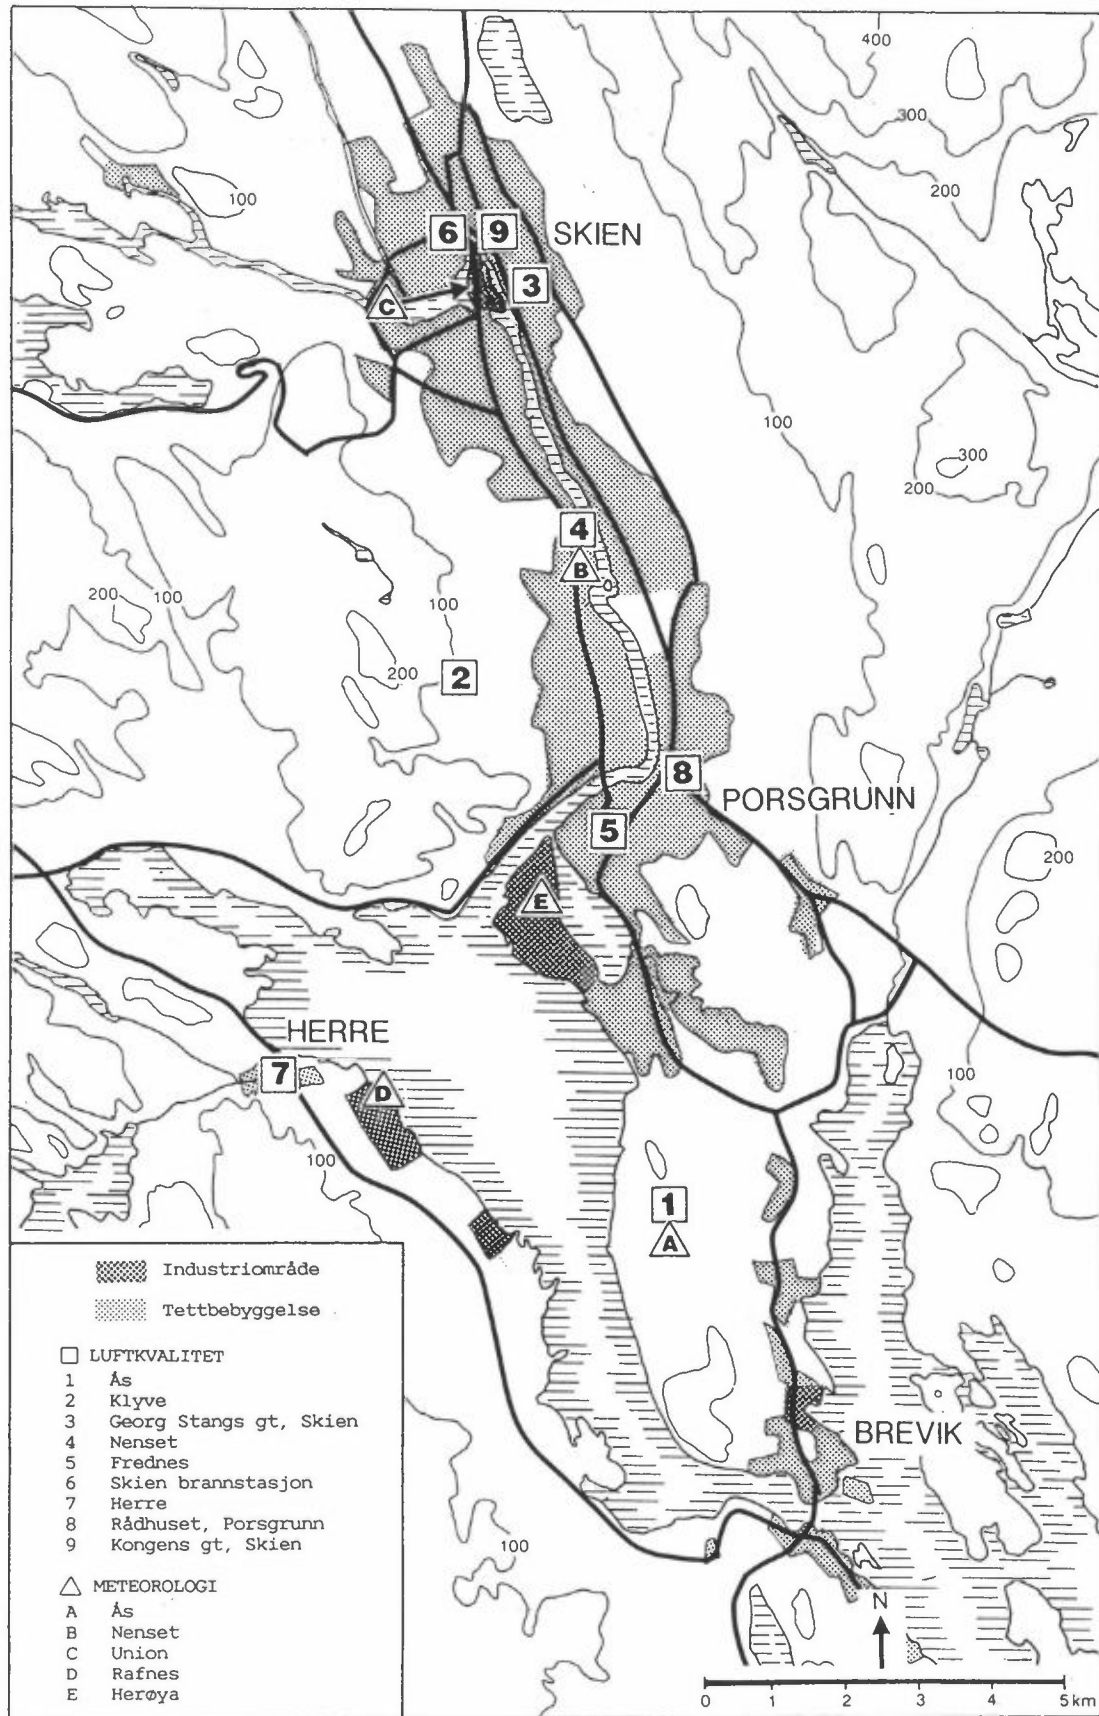 400
300
200
100
6
9
SKIEN
3
C
100
300
200
4
B
200
100
100
200
2
8
PORSGRUNN
5
200
E
HERRE
7
D
100
100
1
A
Industriområde
Tettbebyggelse
LUFTKVALITET
1 Ås
2 Klyve
3 Georg Stangs gt, Skien
4 Nenset
5 Frednes
6 Skien brannstasjon
7 Herre
8 Rådhuset, Porsgrunn
9 Kongens gt, Skien
METEOROLOGI
A Ås
B Nenset
C Union
D Rafnes
E Herøya
BREVIK
100
N
0 1 2 3 4 5 km